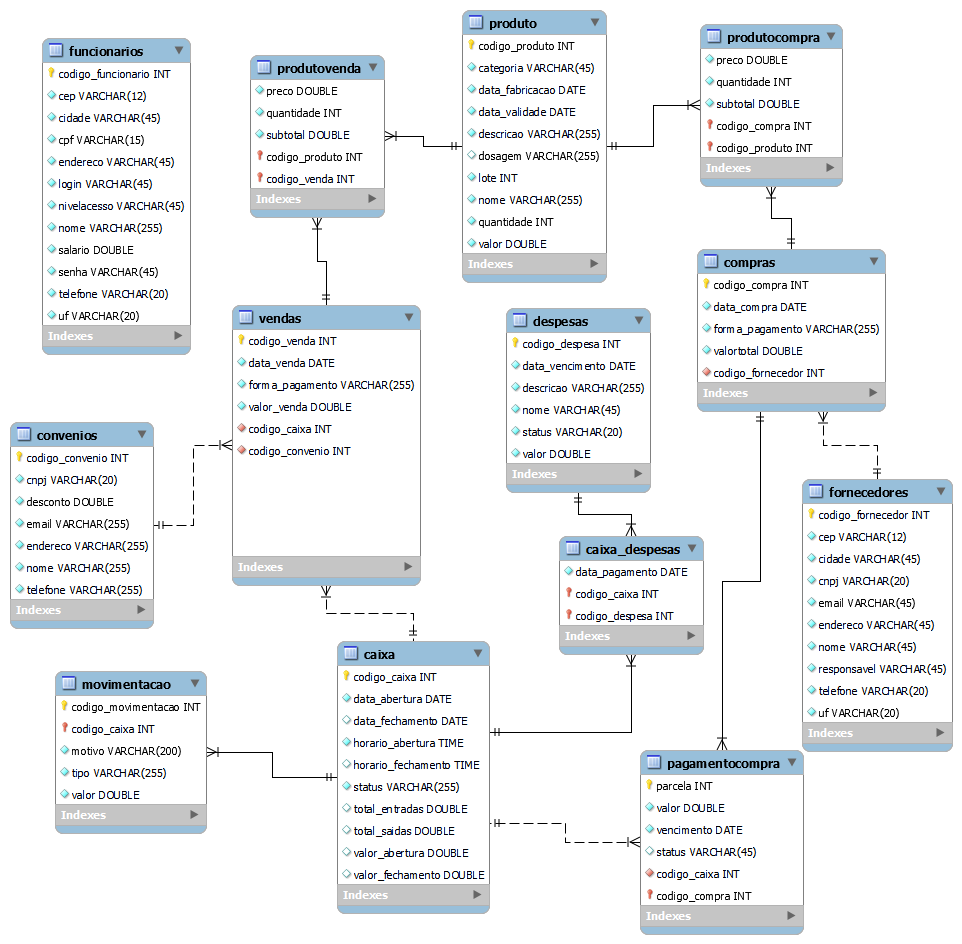 funcionarios
codigo_funcionario INT
cep VARCHAR(12)
cidade VARCHAR(45)
cpf VARCHAR(15)
endereco VARCHAR(45)
login VARCHAR(45)
nivelacesso VARCHAR(45)
nome VARCHAR(255)
salario DOUBLE
senha VARCHAR(45)
telefone VARCHAR(20)
uf VARCHAR(20)
Indexes
produtovenda
preco DOUBLE
quantidade INT
subtotal DOUBLE
codigo_produto INT
codigo_venda INT
Indexes
produto
codigo_produto INT
categoria VARCHAR(45)
data_fabricacao DATE
data_validade DATE
descricao VARCHAR(255)
dosagem VARCHAR(255)
lote INT
nome VARCHAR(255)
quantidade INT
valor DOUBLE
Indexes
produtocompra
preco DOUBLE
quantidade INT
subtotal DOUBLE
codigo_compra INT
codigo_produto INT
Indexes
compras
codigo_compra INT
data_compra DATE
forma_pagamento VARCHAR(255)
valortotal DOUBLE
codigo_fornecedor INT
Indexes
vendas
codigo_venda INT
data_venda DATE
forma_pagamento VARCHAR(255)
valor_venda DOUBLE
codigo_caixa INT
codigo_convenio INT
Indexes
despesas
codigo_despesa INT
data_vencimento DATE
descricao VARCHAR(255)
nome VARCHAR(45)
status VARCHAR(20)
valor DOUBLE
Indexes
convenios
codigo_convenio INT
cnpj VARCHAR(20)
desconto DOUBLE
email VARCHAR(255)
endereco VARCHAR(255)
nome VARCHAR(255)
telefone VARCHAR(255)
Indexes
fornecedores
codigo_fornecedor INT
cep VARCHAR(12)
cidade VARCHAR(45)
cnpj VARCHAR(20)
email VARCHAR(45)
endereco VARCHAR(45)
nome VARCHAR(45)
responsavel VARCHAR(45)
telefone VARCHAR(20)
uf VARCHAR(20)
Indexes
caixa_despesas
data_pagamento DATE
codigo_caixa INT
codigo_despesa INT
Indexes
caixa
codigo_caixa INT
data_abertura DATE
data_fechamento DATE
horario_abertura TIME
horario_fechamento TIME
status VARCHAR(255)
total_entradas DOUBLE
total_saidas DOUBLE
valor_abertura DOUBLE
valor_fechamento DOUBLE
Indexes
movimentacao
codigo_movimentacao INT
codigo_caixa INT
motivo VARCHAR(200)
tipo VARCHAR(255)
valor DOUBLE
Indexes
pagamentocompra
parcela INT
valor DOUBLE
vencimento DATE
status VARCHAR(45)
codigo_caixa INT
codigo_compra INT
Indexes